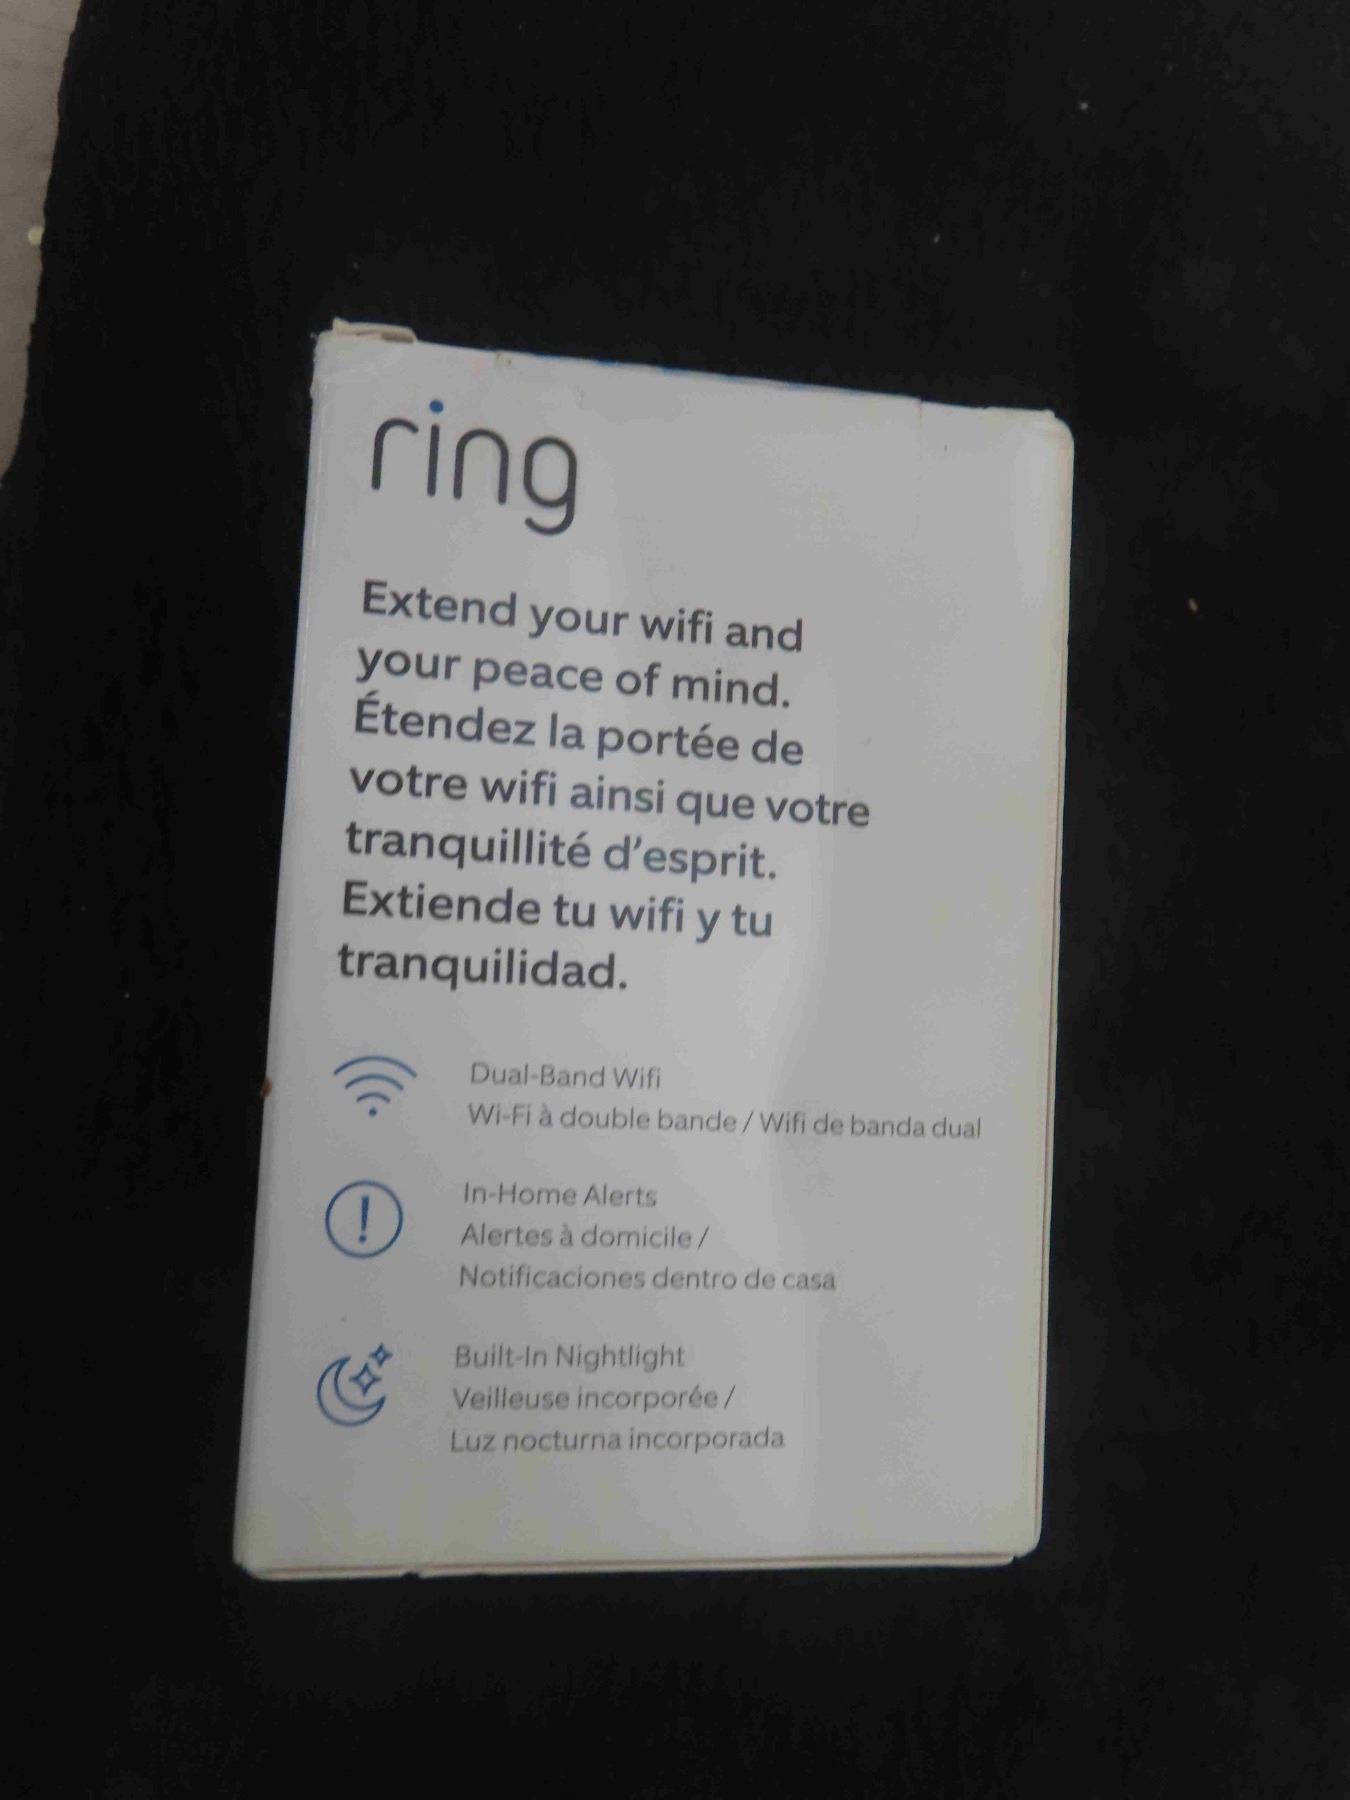 ring
Extend your wifi and
your peace of mind.
Étendez la portée de
votre wifi ainsi que votre
tranquillité d'esprit.
Extiende tu wifi y tu
tranquilidad.
Dual-Band Wifi
Wi-Fi à double bande / Wifi de banda dual
In-Home Alerts
Alertes à domicile /
Notificaciones dentro de casa
Built-In Nightlight
Veilleuse incorporée /
Luz nocturna incorporada